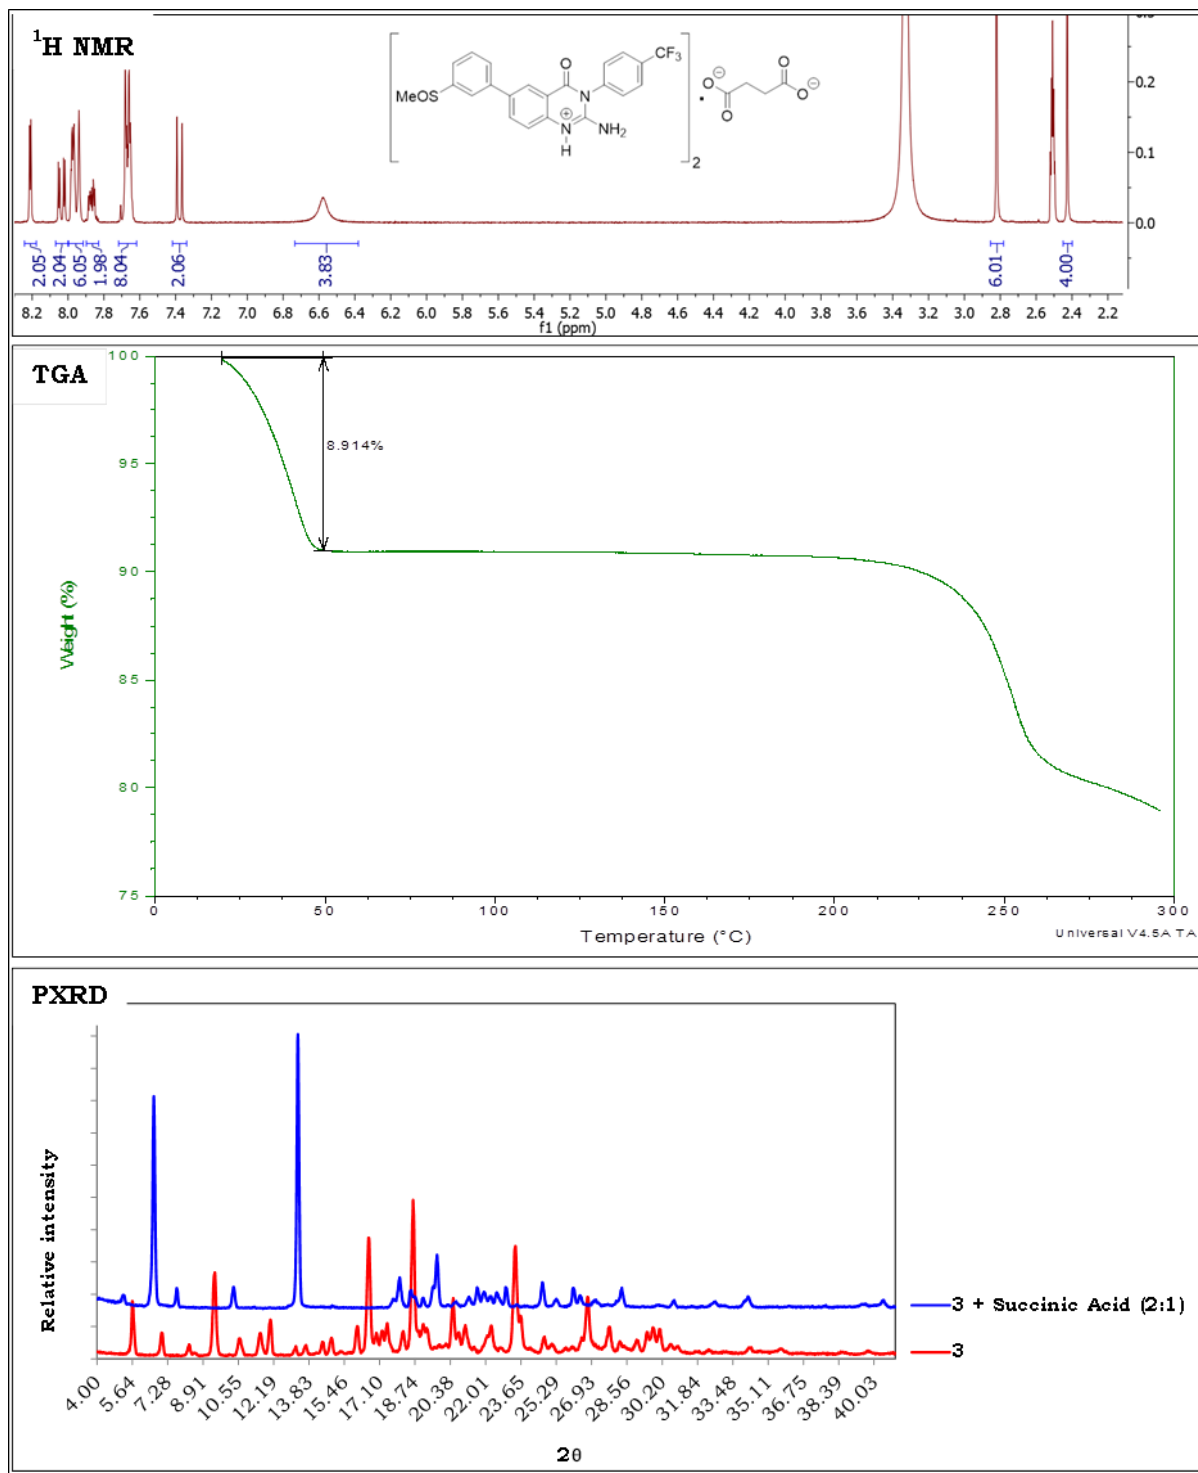 ¹H NMR
MeOS
O
N
N
H
+
NH₂
CF₃
2
O
O⊖
O
O⊖
0.2
0.1
0.0
2.05
2.04
6.05
1.98
8.04
2.06
3.83
6.01
4.00
8.2 8.0 7.8 7.6 7.4 7.2 7.0 6.8 6.6 6.4 6.2 6.0 5.8 5.6 5.4 5.2 5.0 4.8 4.6 4.4 4.2 4.0 3.8 3.6 3.4 3.2 3.0 2.8 2.6 2.4 2.2
f1 (ppm)
TGA
100
95
90
85
80
75
Weight (%)
8.914%
0 50 100 150 200 250 300
Temperature (°C)
Universal V4.5A TA
PXRD
Relative intensity
3 + Succinic Acid (2:1)
3
4.00 5.64 7.28 8.91 10.55 12.19 13.83 15.46 17.10 18.74 20.38 22.01 23.65 25.29 26.93 28.56 30.20 31.84 33.48 35.11 36.75 38.39 40.03
2θ